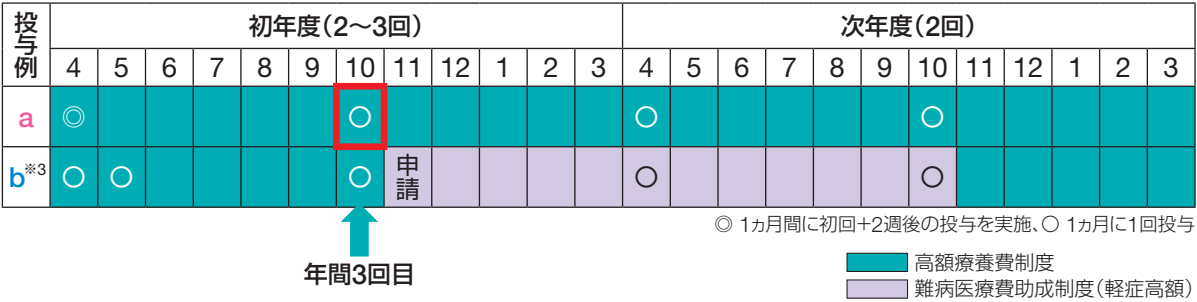 投与例 初年度(2〜3回) 次年度(2回)
4 5 6 7 8 9 10 11 12 1 2 3 4 5 6 7 8 9 10 11 12 1 2 3
a ◎ ○ ○ ○
b※3 ○ ○ ○ 申請 ○ ○
◎ 1ヵ月間に初回+2週後の投与を実施、○ 1ヵ月に1回投与
年間3回目
高額療養費制度
難病医療費助成制度(軽症高額)